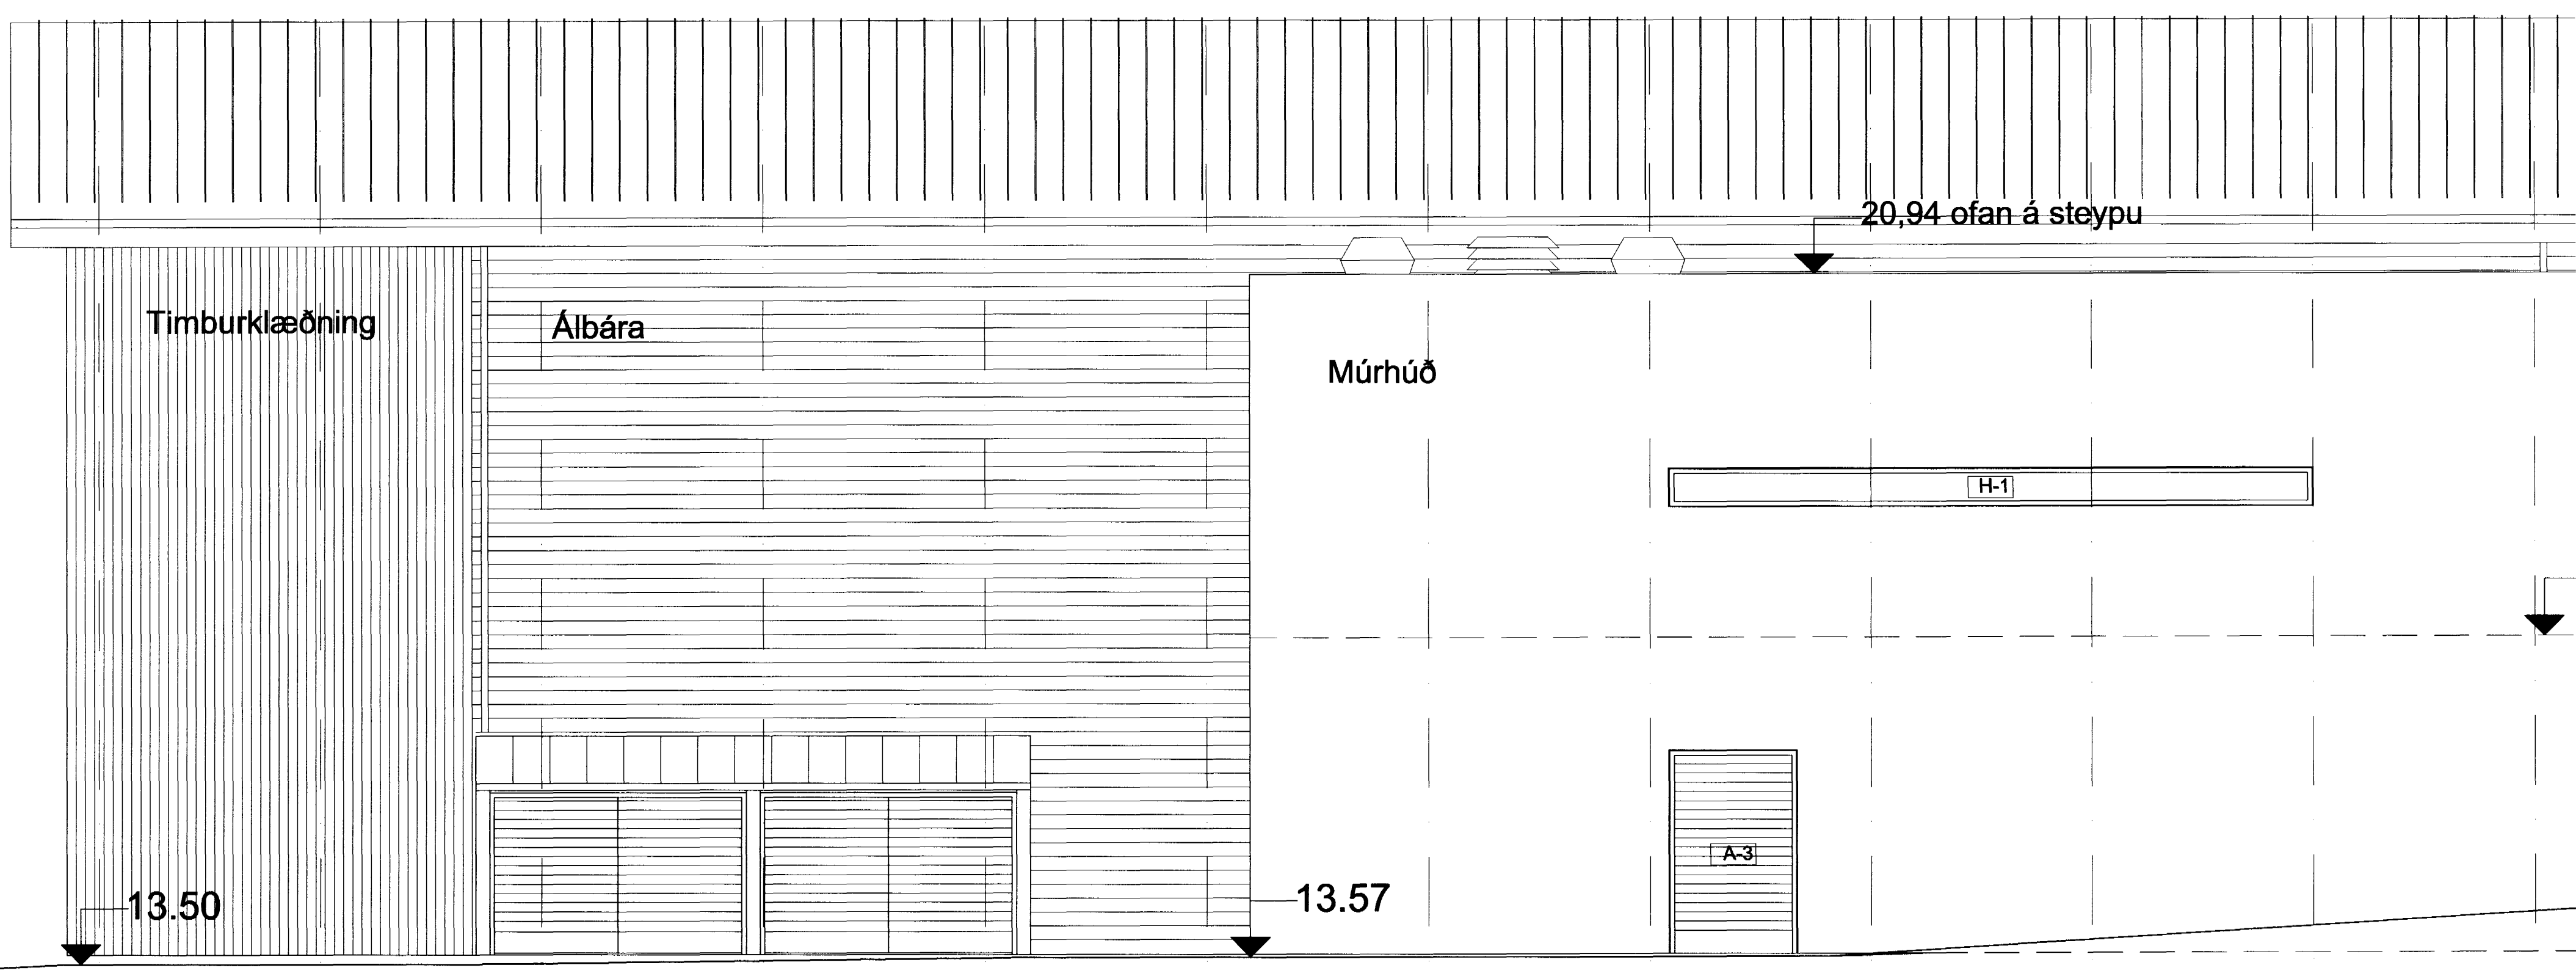 20,94 ofan á steypu
Timburklæðning
Álbára
Múrhúð
H-1
A-3
13.50
13.57